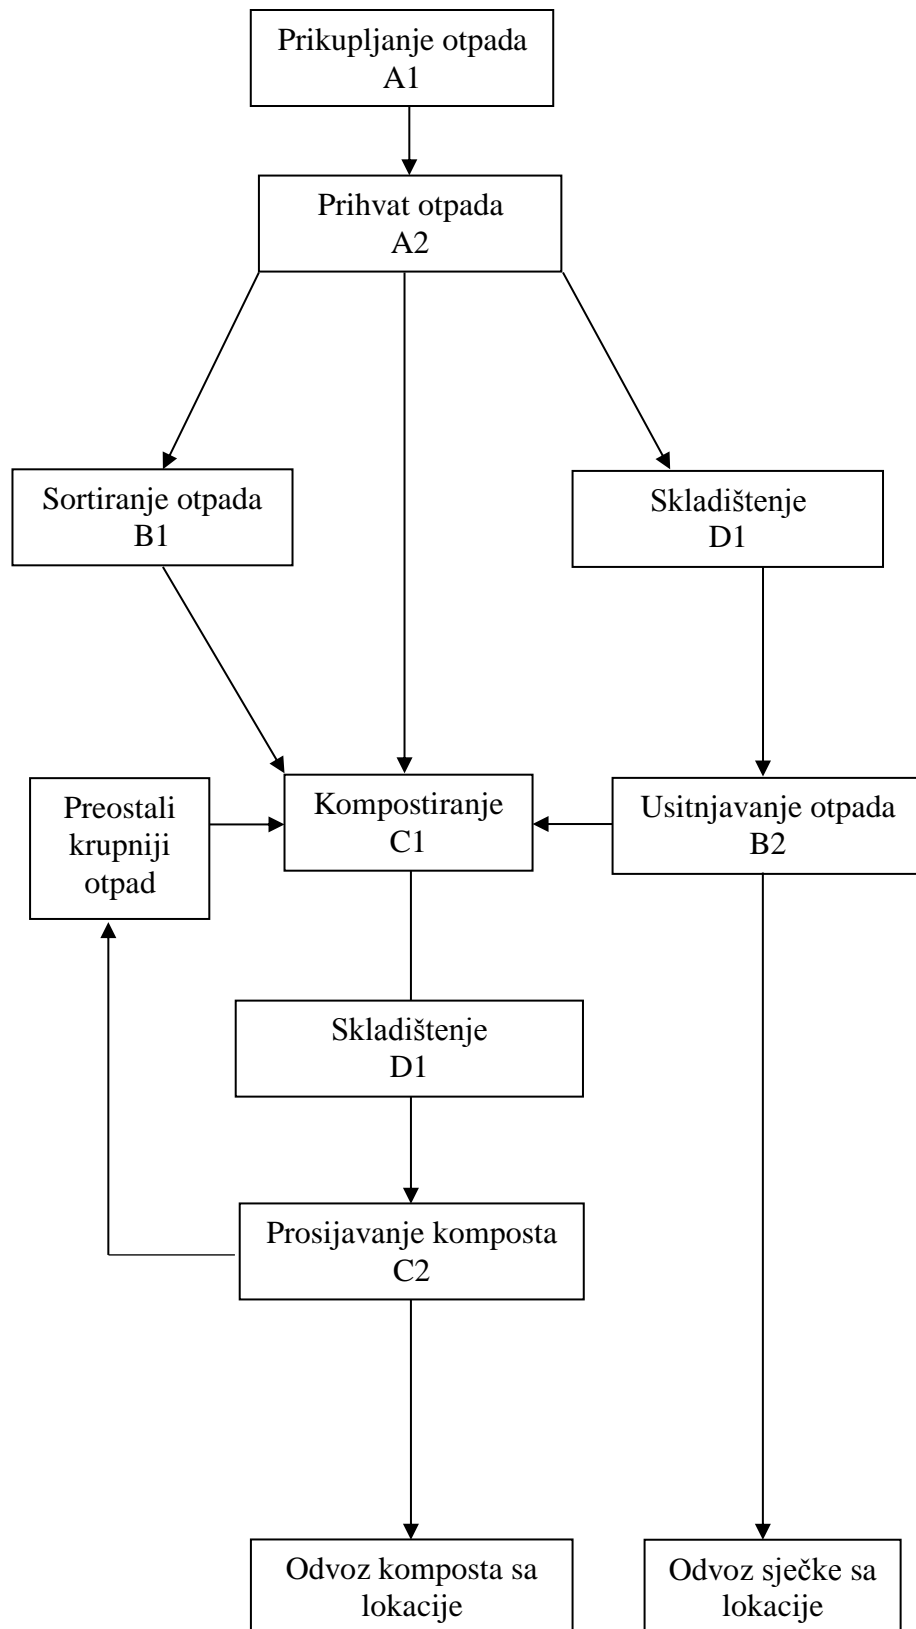 Prikupljanje otpada
A1
Prihvat otpada
A2
Sortiranje otpada
B1
Skladištenje
D1
Preostali
krupniji
otpad
Kompostiranje
C1
Usitnjavanje otpada
B2
Skladištenje
D1
Prosijavanje komposta
C2
Odvoz komposta sa
lokacije
Odvoz sječke sa
lokacije